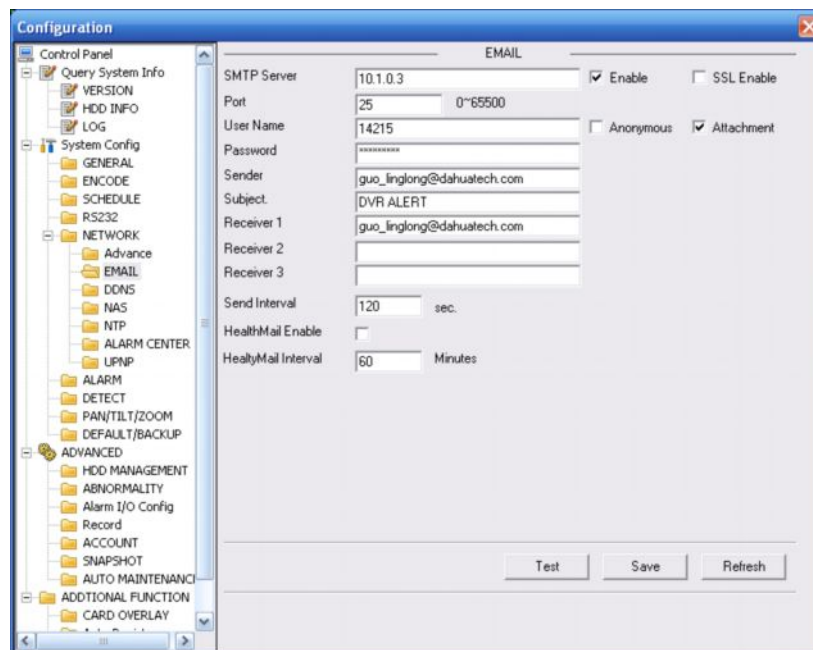 Configuration
Control Panel
Query System Info
VERSION
HDD INFO
LOG
System Config
GENERAL
ENCODE
SCHEDULE
RS232
NETWORK
Advance
EMAIL
DDNS
NAS
NTP
ALARM CENTER
UPNP
ALARM
DETECT
PAN/TILT/ZOOM
DEFAULT/BACKUP
ADVANCED
HDD MANAGEMENT
ABNORMALITY
Alarm I/O Config
Record
ACCOUNT
SNAPSHOT
AUTO MAINTENANC
ADDTIONAL FUNCTION
CARD OVERLAY
EMAIL
SMTP Server 10.1.0.3 Enable SSL Enable
Port 25 0~65500
User Name 14215 Anonymous Attachment
Password *********
Sender guo_linglong@dahuatech.com
Subject. DVR ALERT
Receiver 1 guo_linglong@dahuatech.com
Receiver 2
Receiver 3
Send Interval 120 sec.
HealthMail Enable
HealtyMail Interval 60 Minutes
Test Save Refresh